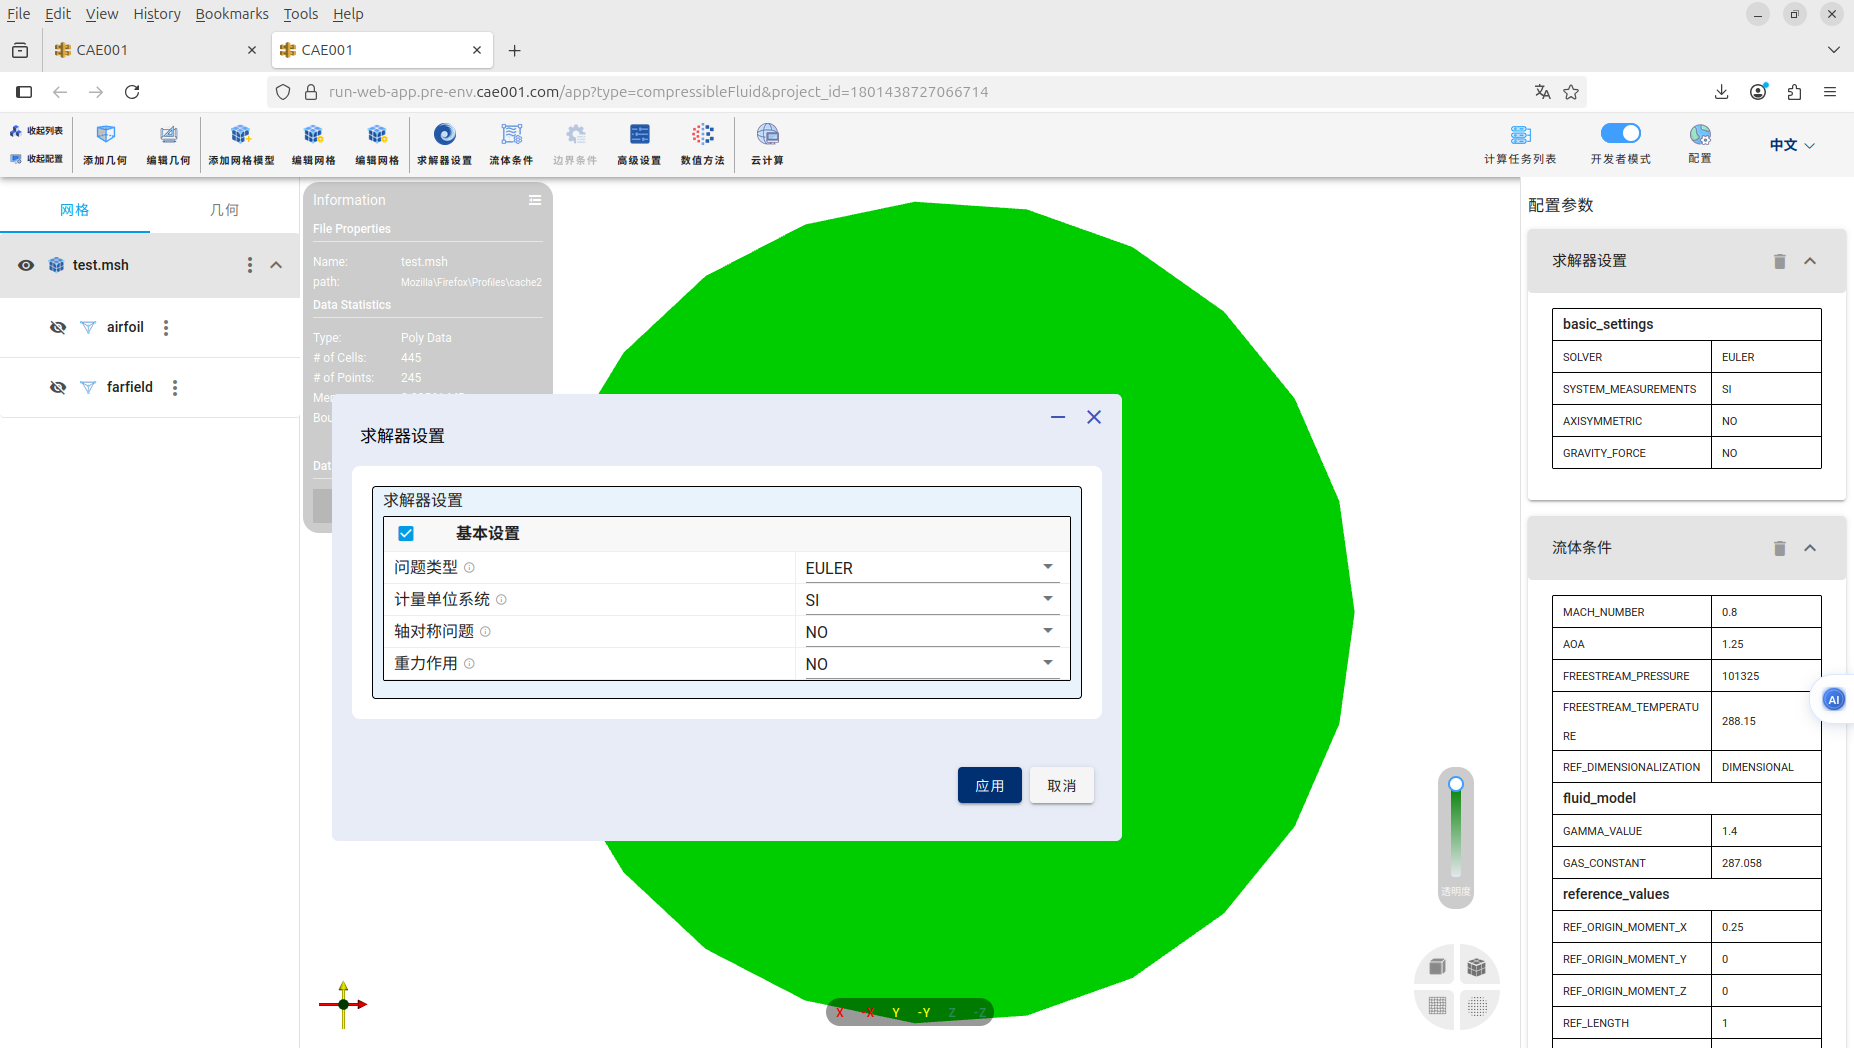 File Edit View History Bookmarks Tools Help
CAE001
CAE001
run-web-app.pre-env.cae001.com/app?type=compressibleFluid&project_id=1801438727066714
收起列表
收起配置
添加几何
编辑几何
添加网格模型
编辑网格
编辑网格
求解器设置
流体条件
边界条件
高级设置
数值方法
云计算
计算任务列表
开发者模式
配置
中文
网格
几何
test.msh
airfoil
farfield
Information
File Properties
Name: test.msh
path: Mozilla\Firefox\Profiles\cache2
Data Statistics
Type: Poly Data
# of Cells: 445
# of Points: 245
求解器设置
求解器设置
基本设置
问题类型 EULER
计量单位系统 SI
轴对称问题 NO
重力作用 NO
应用
取消
透明度
X -X Y -Y Z -Z
配置参数
求解器设置
basic_settings
SOLVER EULER
SYSTEM_MEASUREMENTS SI
AXISYMMETRIC NO
GRAVITY_FORCE NO
流体条件
MACH_NUMBER 0.8
AOA 1.25
FREESTREAM_PRESSURE 101325
FREESTREAM_TEMPERATU
RE
288.15
REF_DIMENSIONALIZATION DIMENSIONAL
fluid_model
GAMMA_VALUE 1.4
GAS_CONSTANT 287.058
reference_values
REF_ORIGIN_MOMENT_X 0.25
REF_ORIGIN_MOMENT_Y 0
REF_ORIGIN_MOMENT_Z 0
REF_LENGTH 1
AI